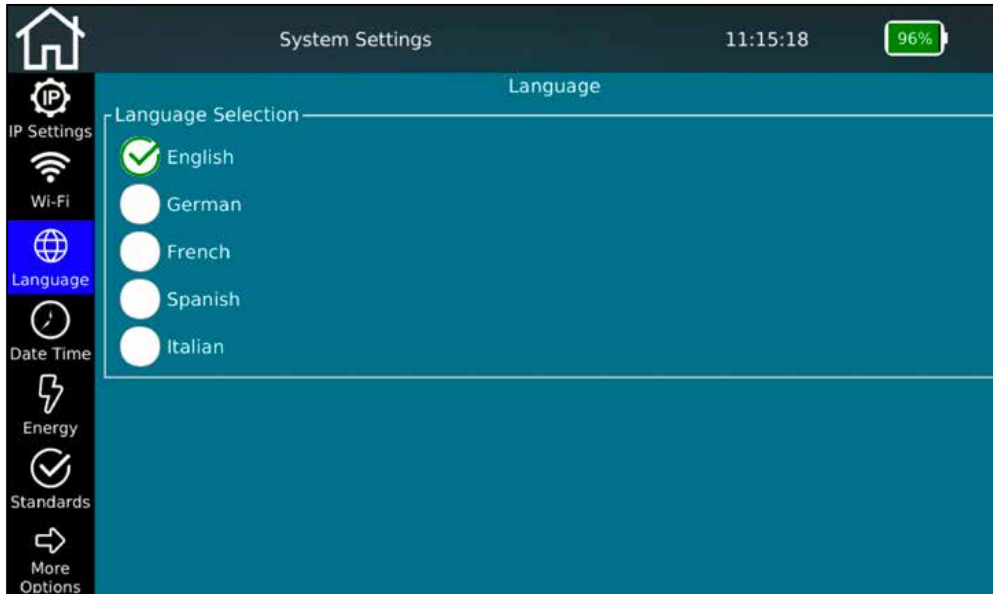 System Settings
11:15:18
96%
IP
IP Settings
Wi-Fi
Language
Date Time
Energy
Standards
More
Options
Language
Language Selection
English
German
French
Spanish
Italian